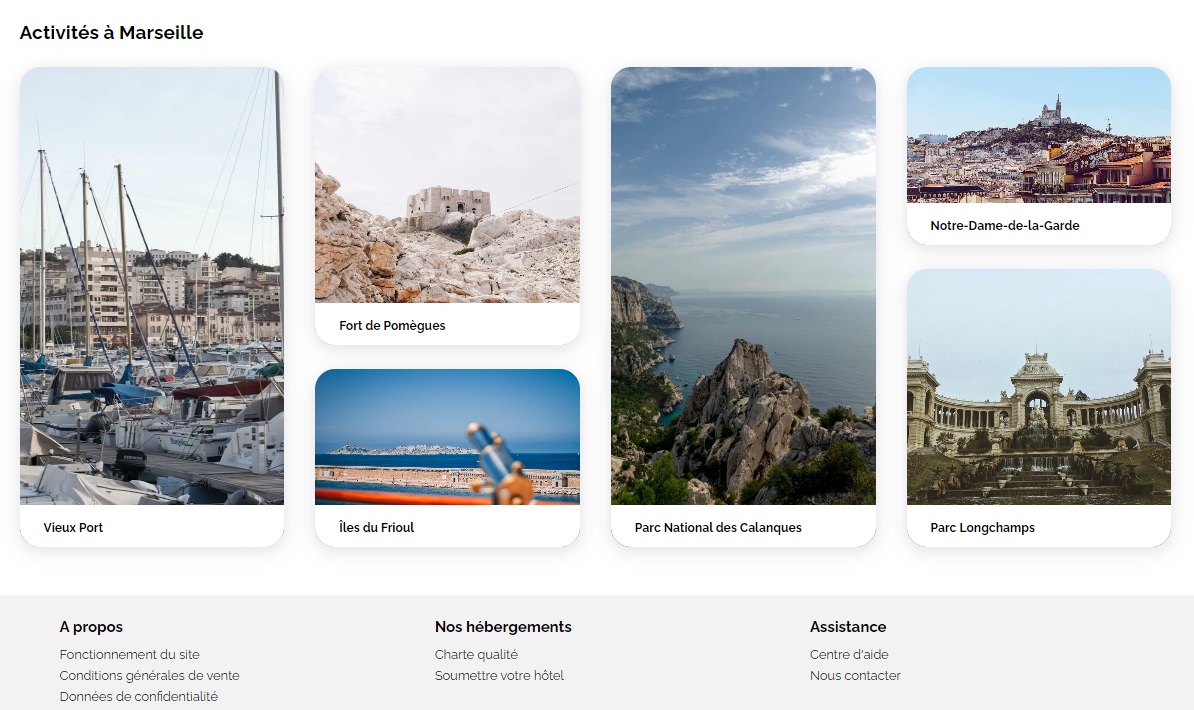 Activités à Marseille
Vieux Port
Fort de Pomègues
Îles du Frioul
Parc National des Calanques
Notre-Dame-de-la-Garde
Parc Longchamps
A propos
Fonctionnement du site
Conditions générales de vente
Données de confidentialité
Nos hébergements
Charte qualité
Soumettre votre hôtel
Assistance
Centre d'aide
Nous contacter